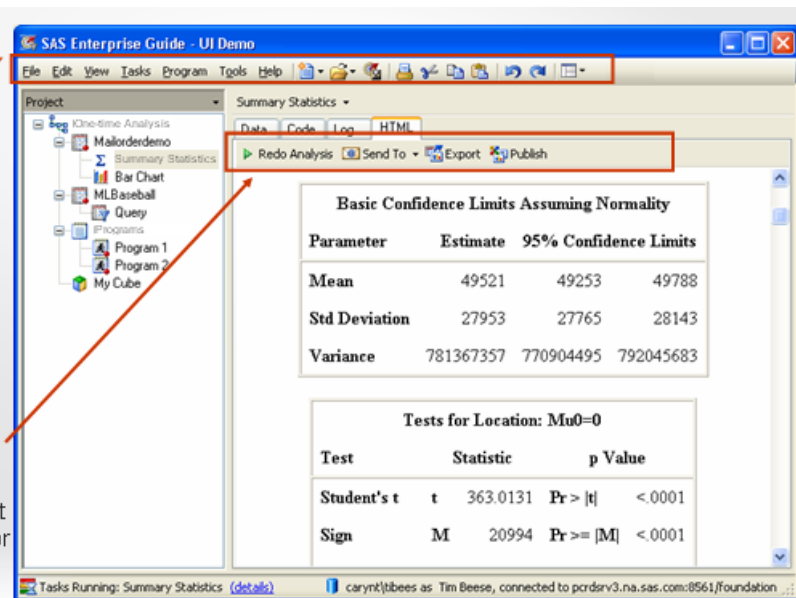 SAS Enterprise Guide - UI Demo
File Edit View Tasks Program Tools Help
Project
Summary Statistics
One-time Analysis
Mailorderdemo
Summary Statistics
Bar Chart
MLBaseball
Query
Programs
Program 1
Program 2
My Cube
Data Code Log HTML
Redo Analysis Send To Export Publish
Basic Confidence Limits Assuming Normality
Parameter Estimate 95% Confidence Limits
Mean 49521 49253 49788
Std Deviation 27953 27765 28143
Variance 781367357 770904495 792045683
Tests for Location: Mu0=0
Test Statistic p Value
Student's t t 363.0131 Pr > |t| <.0001
Sign M 20994 Pr >= |M| <.0001
Tasks Running: Summary Statistics (details) carynt\tibees as Tim Beese, connected to pcrdsrv3.na.sas.com:8561/foundation